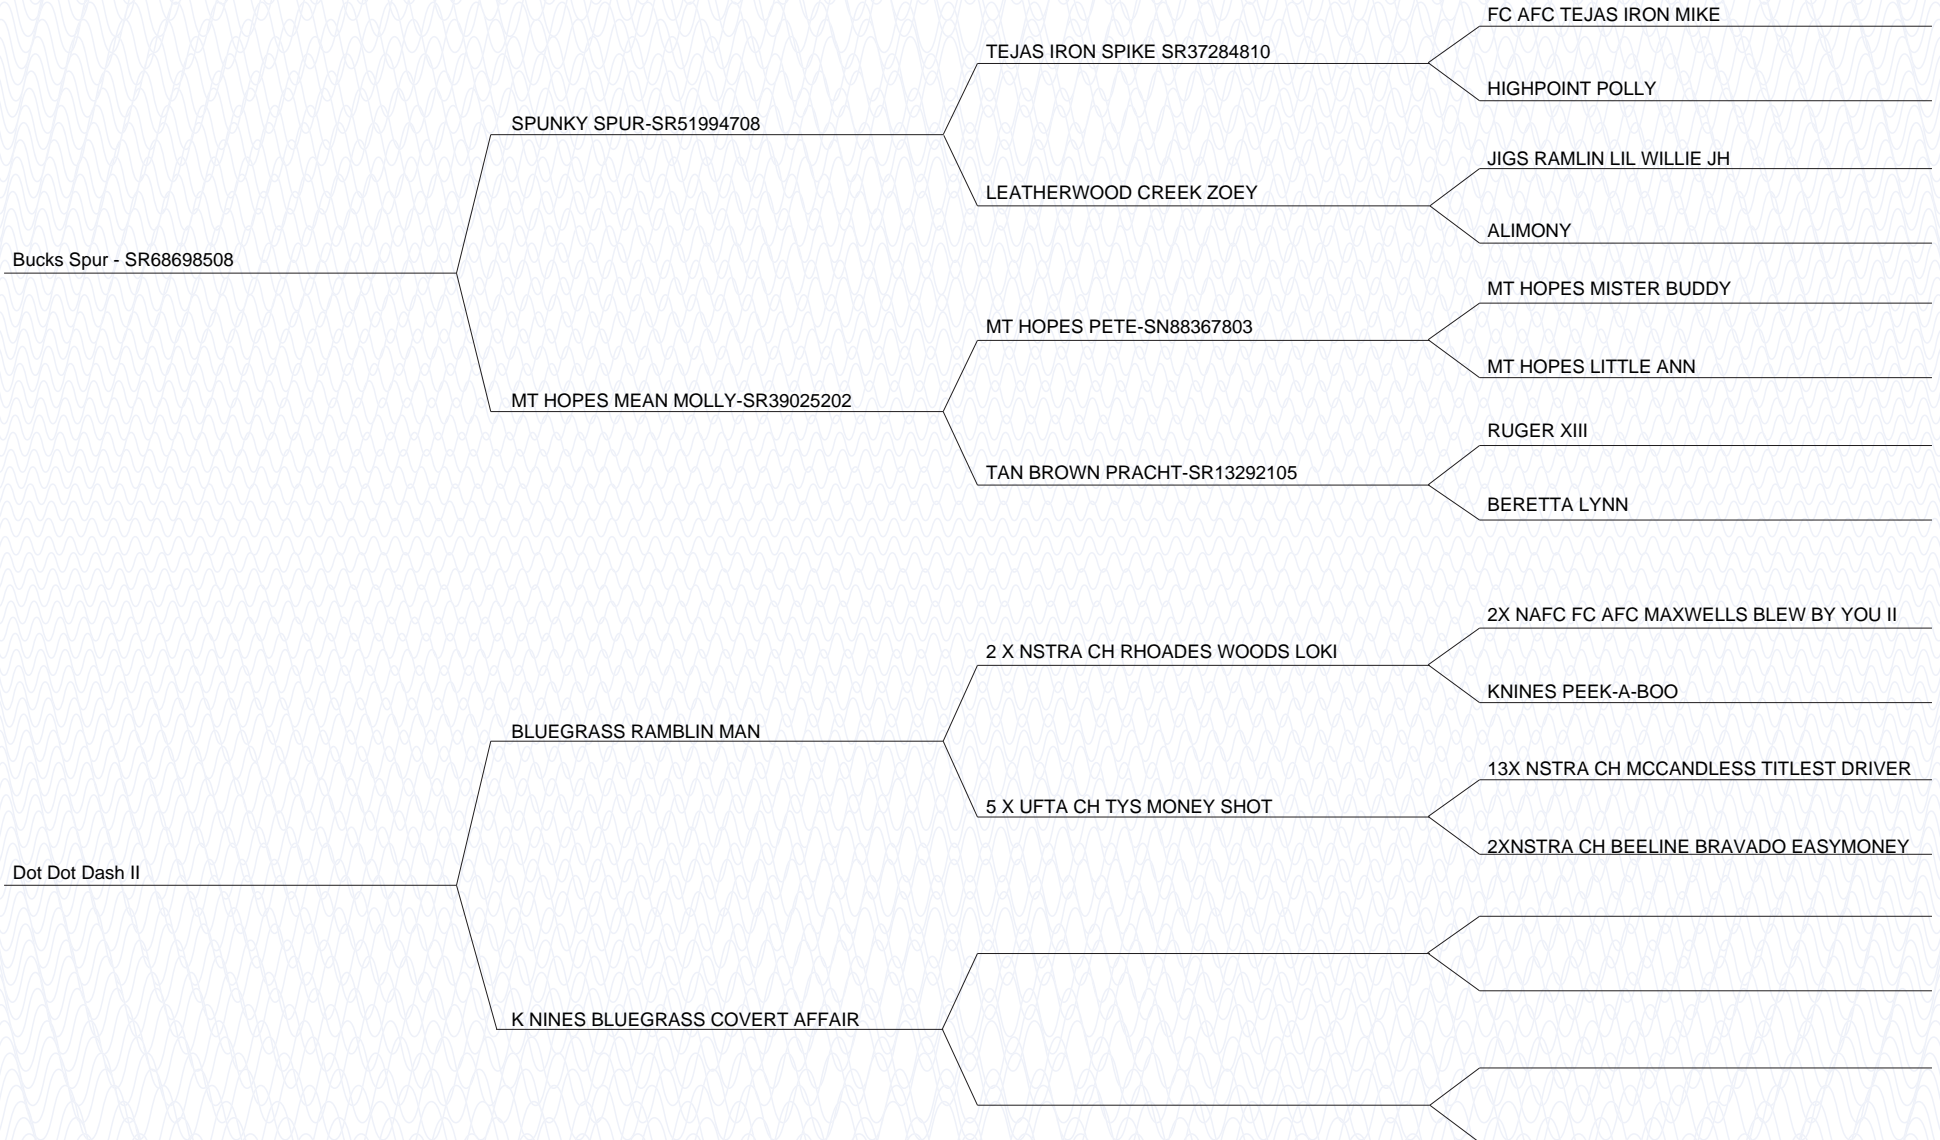 FC AFC TEJAS IRON MIKE
TEJAS IRON SPIKE SR37284810
HIGHPOINT POLLY
SPUNKY SPUR-SR51994708
JIGS RAMLIN LIL WILLIE JH
LEATHERWOOD CREEK ZOEY
ALIMONY
Bucks Spur - SR68698508
MT HOPES MISTER BUDDY
MT HOPES PETE-SN88367803
MT HOPES LITTLE ANN
MT HOPES MEAN MOLLY-SR39025202
RUGER XIII
TAN BROWN PRACHT-SR13292105
BERETTA LYNN
2X NAFC FC AFC MAXWELLS BLEW BY YOU II
2 X NSTRA CH RHOADES WOODS LOKI
KNINES PEEK-A-BOO
BLUEGRASS RAMBLIN MAN
13X NSTRA CH MCCANDLESS TITLEST DRIVER
5 X UFTA CH TYS MONEY SHOT
2XNSTRA CH BEELINE BRAVADO EASYMONEY
Dot Dot Dash II
K NINES BLUEGRASS COVERT AFFAIR